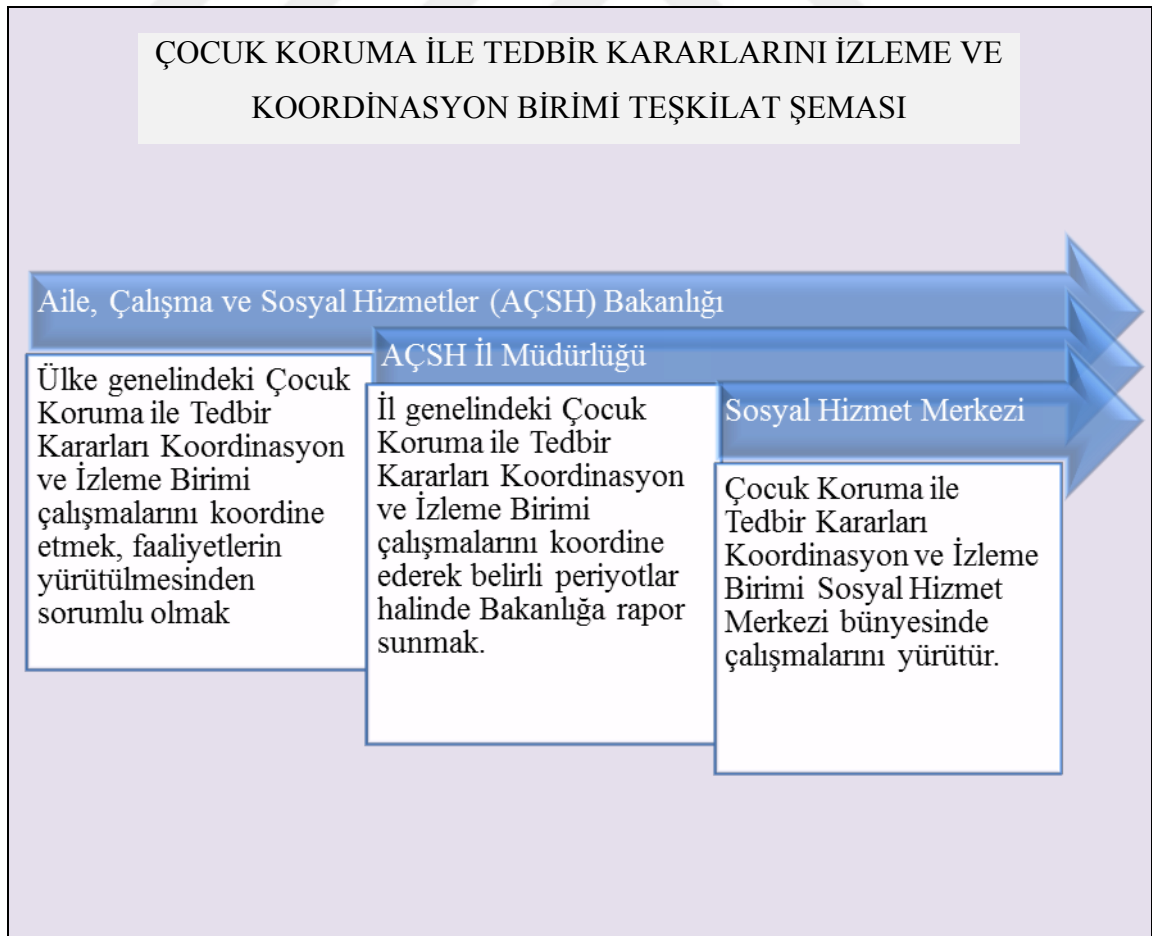 ÇOCUK KORUMA İLE TEDBİR KARARLARINI İZLEME VE
KOORDİNASYON BİRİMİ TEŞKİLAT ŞEMASI
Aile, Çalışma ve Sosyal Hizmetler (AÇSH) Bakanlığı
Ülke genelindeki Çocuk
Koruma ile Tedbir
Kararları Koordinasyon
ve İzleme Birimi
çalışmalarını koordine
etmek, faaliyetlerin
yürütülmesinden
sorumlu olmak
AÇSH İl Müdürlüğü
İl genelindeki Çocuk
Koruma ile Tedbir
Kararları Koordinasyon
ve İzleme Birimi
çalışmalarını koordine
ederek belirli periyotlar
halinde Bakanlığa rapor
sunmak.
Sosyal Hizmet Merkezi
Çocuk Koruma ile
Tedbir Kararları
Koordinasyon ve İzleme
Birimi Sosyal Hizmet
Merkezi bünyesinde
çalışmalarını yürütür.